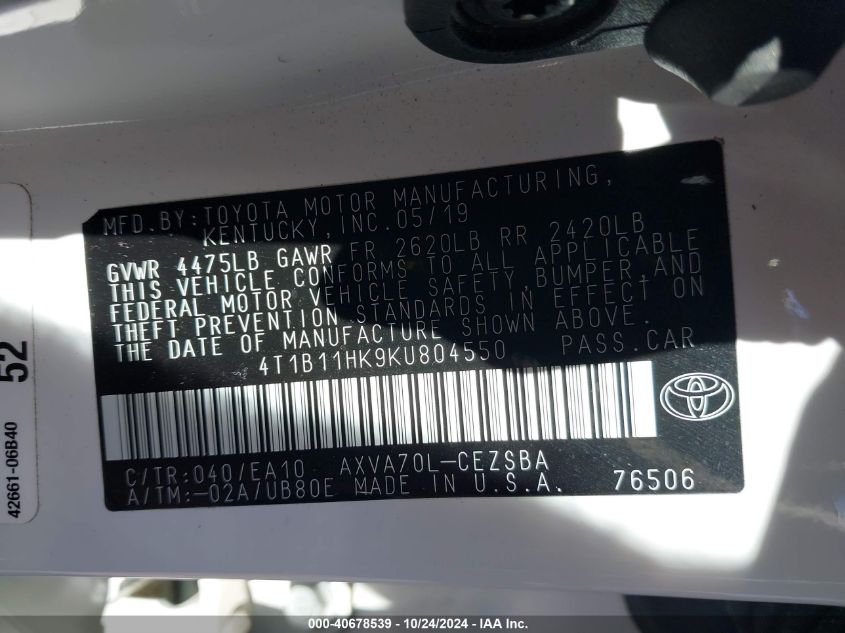 MFD.BY:TOYOTA MOTOR MANUFACTURING,
KENTUCKY,INC.05/19
GVWR 4475LB GAWR FR 2620LB RR 2420LB
THIS VEHICLE CONFORMS TO ALL APPLICABLE
FEDERAL MOTOR VEHICLE SAFETY,BUMPER,AND
THEFT PREVENTION STANDARDS IN EFFECT ON
THE DATE OF MANUFACTURE SHOWN ABOVE.
4T1B11HK9KU804550 PASS.CAR
C/TR:040/EA10 AXVA70L-CEZSBA
A/TM:-02A/UB80E MADE IN U.S.A. 76506
52
42661-06B40
000-40678539 - 10/24/2024 - IAA Inc.